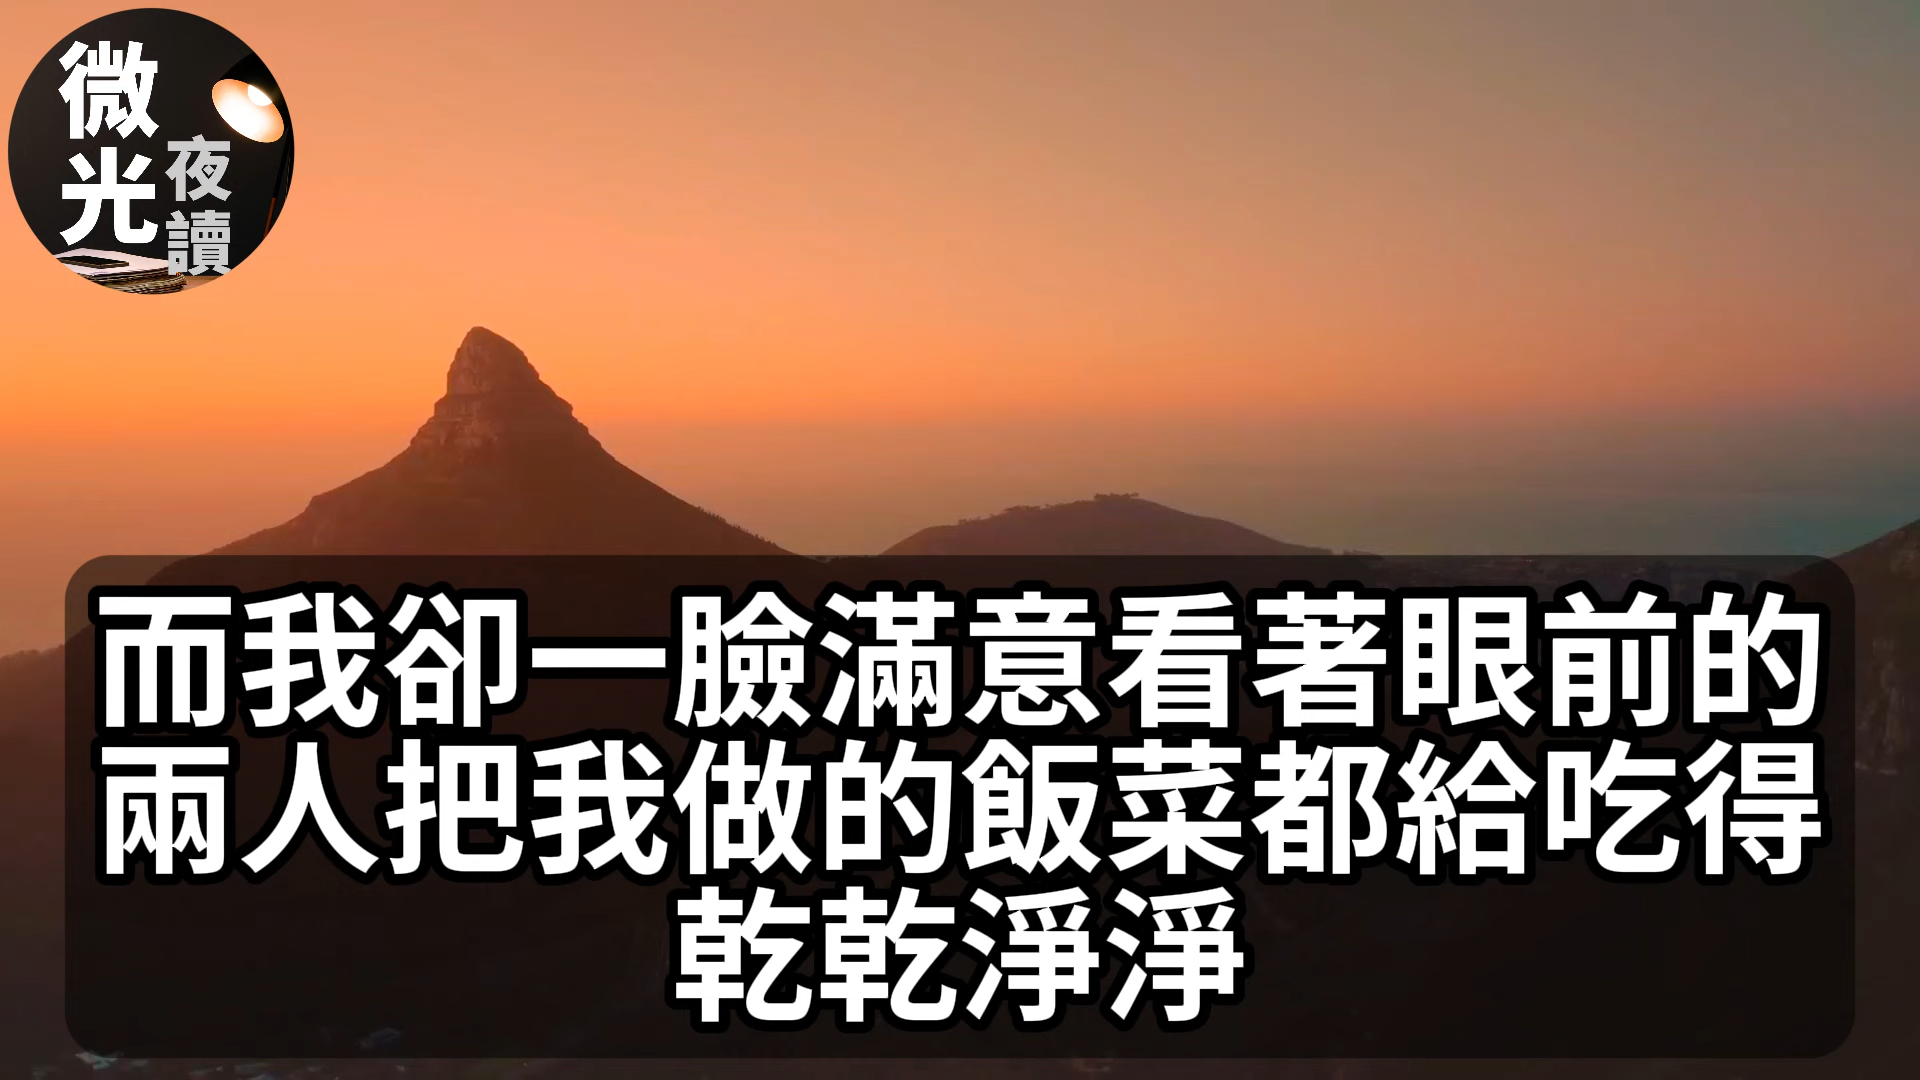 微光
夜讀
而我卻一臉滿意看著眼前的
兩人把我做的飯菜都給吃得
乾乾淨淨